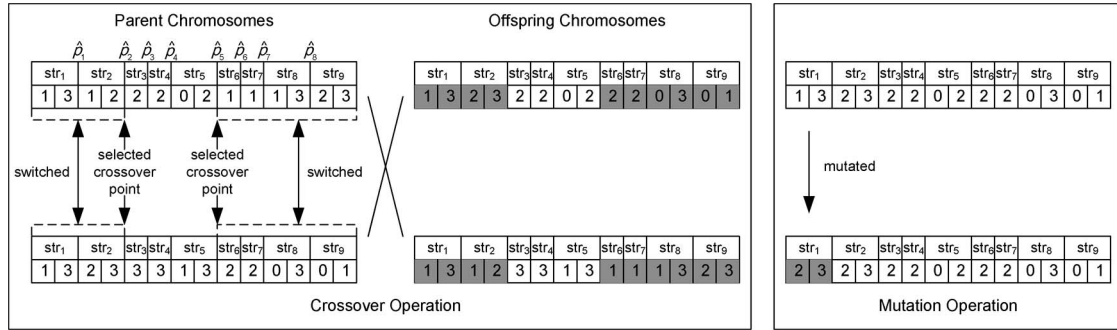 Parent Chromosomes
Offspring Chromosomes
p̂₁ p̂₂ p̂₃ p̂₄ p̂₅ p̂₆ p̂₇ p̂₈
str₁ str₂ str₃ str₄ str₅ str₆ str₇ str₈ str₉
1 3 1 2 2 2 0 2 1 1 1 3 2 3
str₁ str₂ str₃ str₄ str₅ str₆ str₇ str₈ str₉
1 3 2 3 2 2 0 2 2 2 0 3 0 1
str₁ str₂ str₃ str₄ str₅ str₆ str₇ str₈ str₉
1 3 2 3 2 2 0 2 2 2 0 3 0 1
switched
selected
crossover
point
selected
crossover
point
switched
mutated
str₁ str₂ str₃ str₄ str₅ str₆ str₇ str₈ str₉
1 3 2 3 3 3 1 3 2 2 0 3 0 1
str₁ str₂ str₃ str₄ str₅ str₆ str₇ str₈ str₉
1 3 1 2 3 3 1 3 1 1 1 3 2 3
str₁ str₂ str₃ str₄ str₅ str₆ str₇ str₈ str₉
2 3 2 3 2 2 0 2 2 2 0 3 0 1
Crossover Operation
Mutation Operation